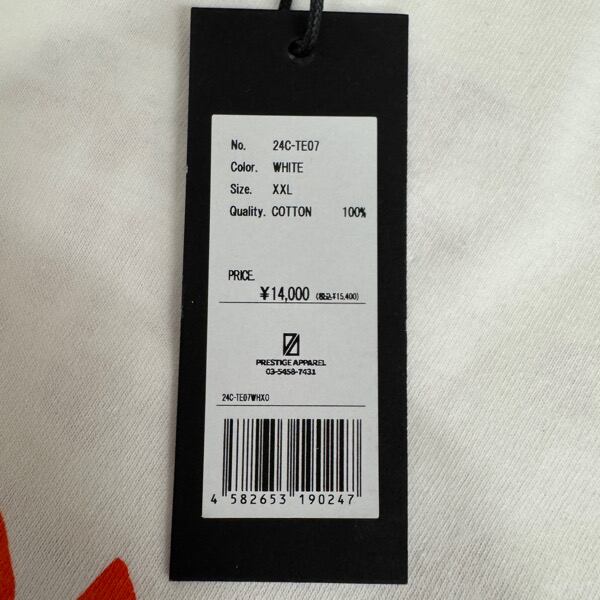 No. 24C-TE07
Color. WHITE
Size. XXL
Quality. COTTON 100%
PRICE.
¥14,000 (税込¥15,400)
PRESTIGE APPAREL
03-5458-7431
24C-TE07WHXO
4 582653 190247